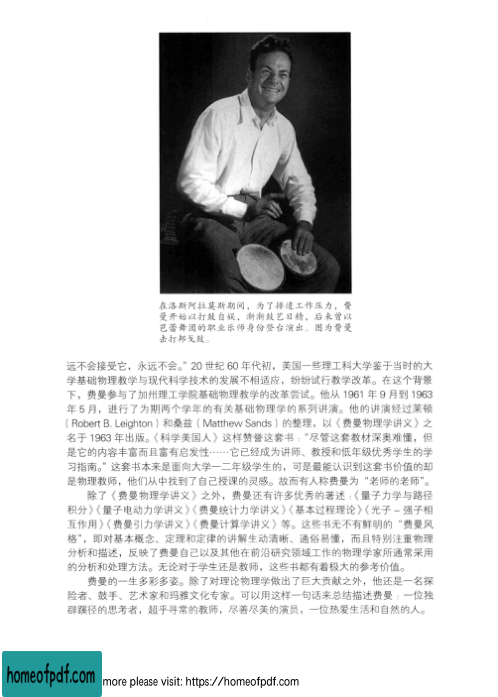 在洛斯阿拉莫斯期间，为了排遣工作压力，费
曼开始以打鼓自娱，渐渐鼓艺日精，后来曾以
芭蕾舞团的职业乐师身份登台演出。图为费曼
击打邦戈鼓。
远不会接受它，永远不会。”20 世纪 60 年代初，美国一些理工科大学鉴于当时的大
学基础物理教学与现代科学技术的发展不相适应，纷纷试行教学改革。在这个背景
下，费曼参与了加州理工学院基础物理教学的改革尝试。他从 1961 年 9 月到 1963
年 5 月，进行了为期两个学年的有关基础物理学的系列讲演。他的讲演经过莱顿
（Robert B. Leighton）和桑兹（Matthew Sands）的整理，以《费曼物理学讲义》之
名于 1963 年出版。《科学美国人》这样赞誉这套书：“尽管这套教材深奥难懂，但
是它的内容丰富而且富有启发性……它已经成为讲师、教授和低年级优秀学生的学
习指南。”这套书本来是面向大学一二年级学生的，可是最能认识到这套书价值的却
是物理教师，他们从中找到了自己授课的灵感。故而有人称费曼为“老师的老师”。
除了《费曼物理学讲义》之外，费曼还有许多优秀的著述：《量子力学与路径
积分》《量子电动力学讲义》《费曼统计力学讲义》《基本过程理论》《光子－强子相
互作用》《费曼引力学讲义》《费曼计算学讲义》等。这些书无不有鲜明的“费曼风
格”，即对基本概念、定理和定律的讲解生动清晰、通俗易懂，而且特别注重物理
分析和描述，反映了费曼自己以及其他在前沿研究领域工作的物理学家所通常采用
的分析和处理方法。无论对于学生还是教师，这些书都有着极大的参考价值。
费曼的一生多彩多姿。除了对理论物理学做出了巨大贡献之外，他还是一名探
险者、鼓手、艺术家和玛雅文化专家。可以用这样一句话来总结描述费曼：一位独
辟蹊径的思考者，超乎寻常的教师，尽善尽美的演员，一位热爱生活和自然的人。
homeofpdf.com
more please visit: https://homeofpdf.com